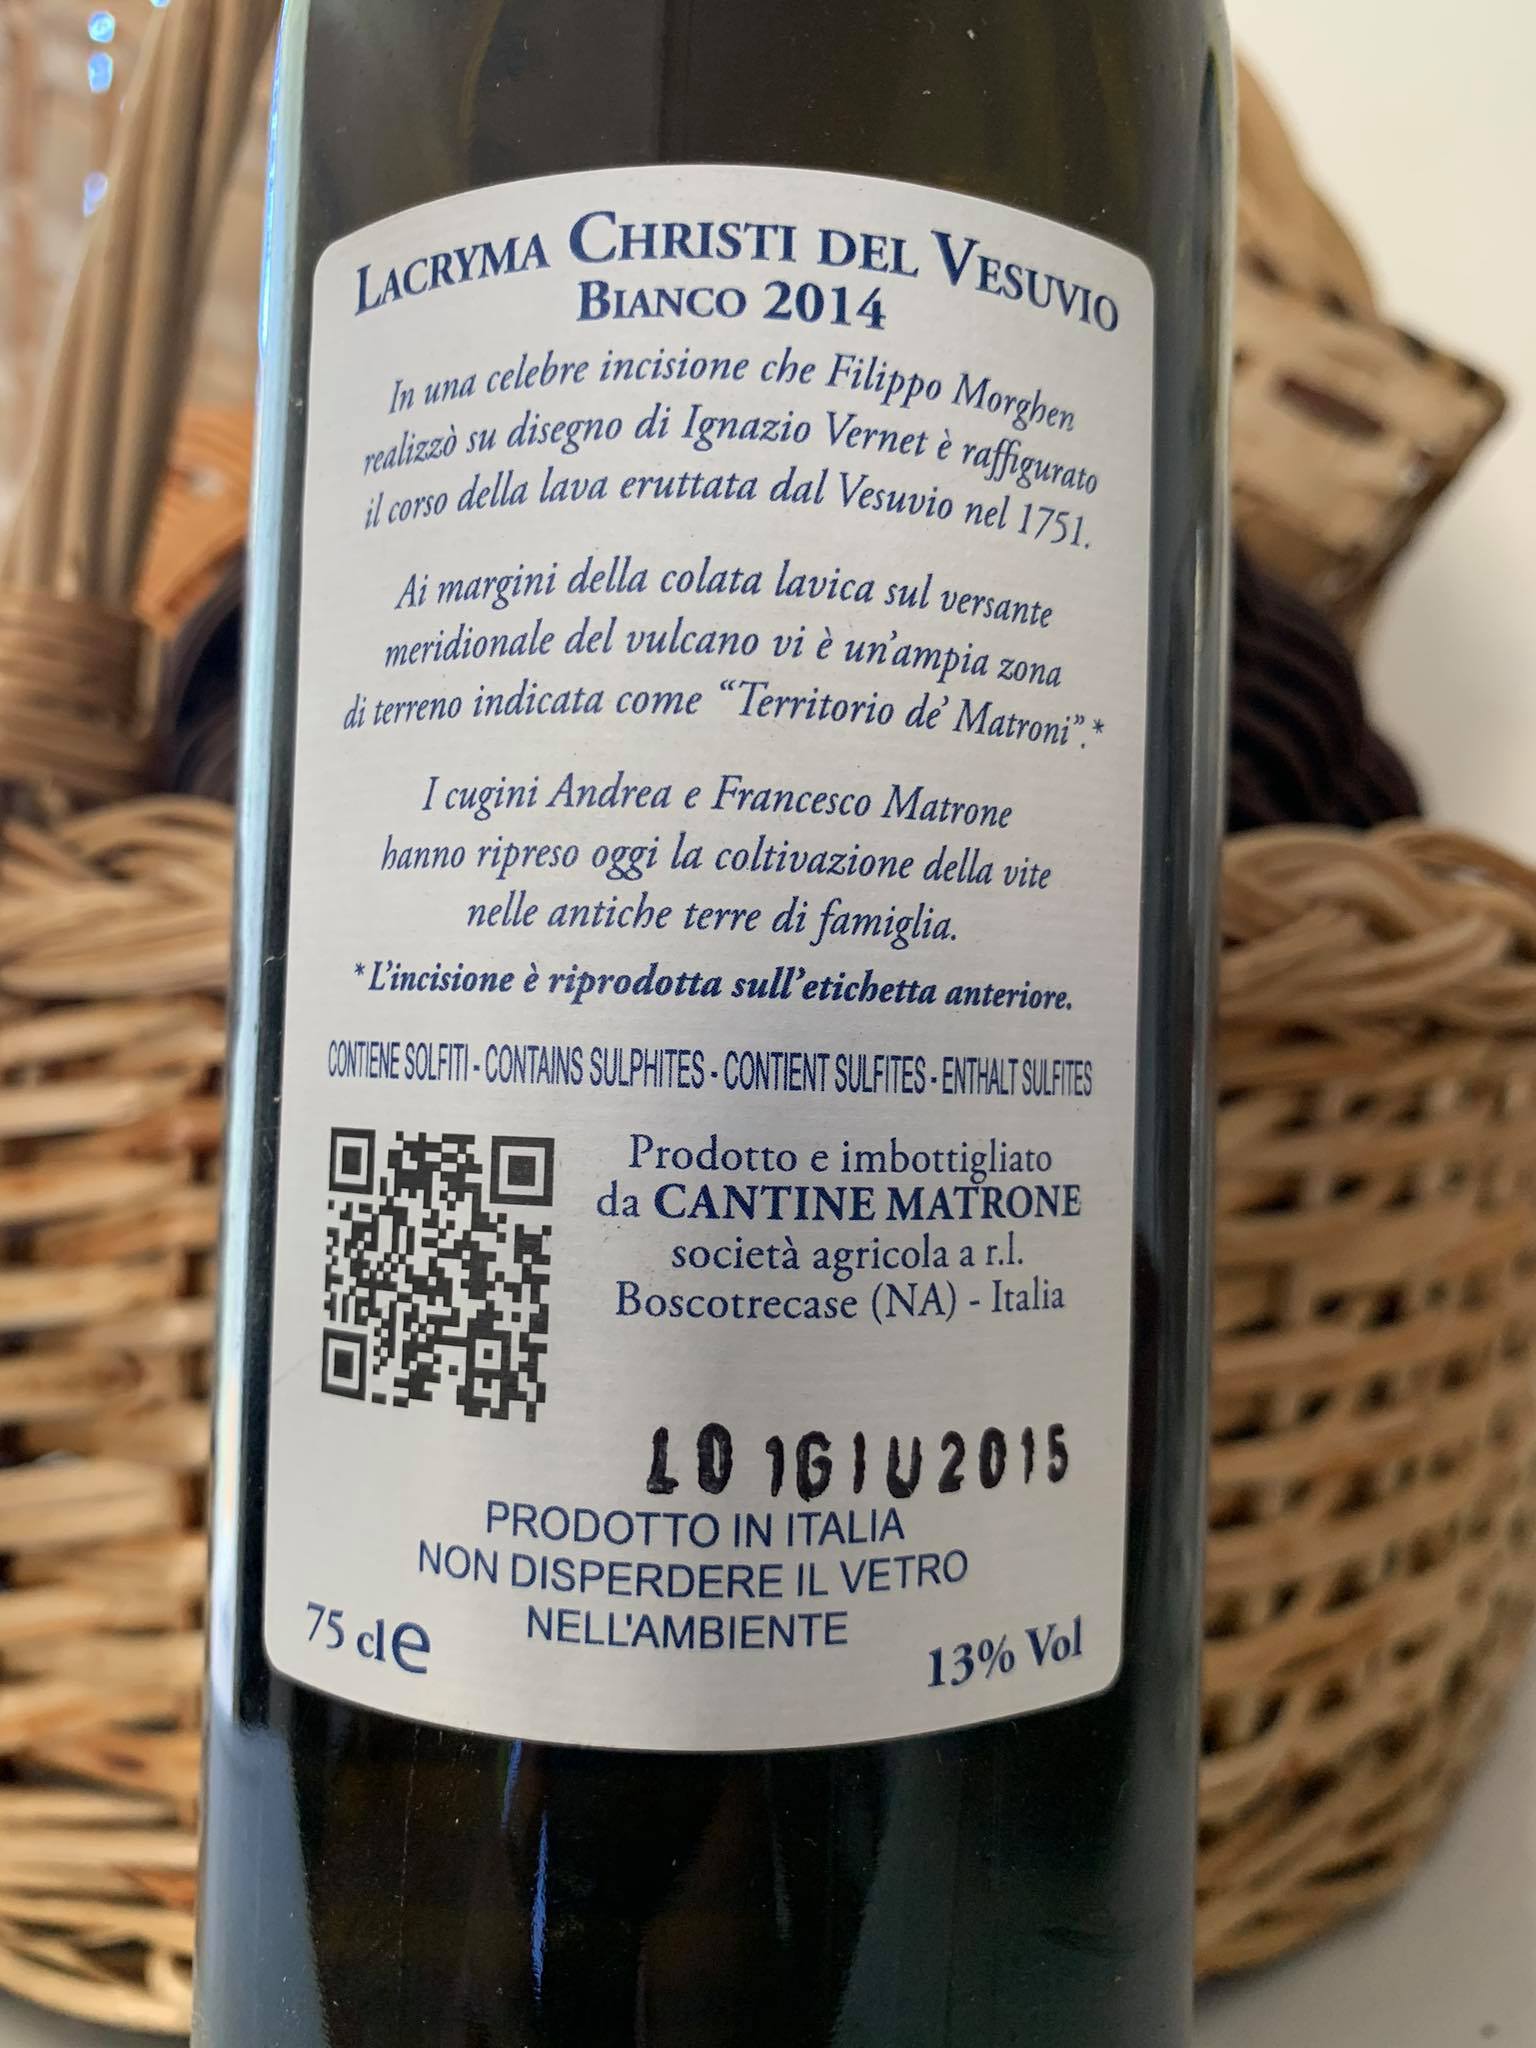 LACRYMA CHRISTI DEL VESUVIO
BIANCO 2014
In una celebre incisione che Filippo Morghen
realizzò su disegno di Ignazio Vernet è raffigurato
il corso della lava eruttata dal Vesuvio nel 1751.
Ai margini della colata lavica sul versante
meridionale del vulcano vi è un'ampia zona
di terreno indicata come “Territorio de' Matroni”.*
I cugini Andrea e Francesco Matrone
hanno ripreso oggi la coltivazione della vite
nelle antiche terre di famiglia.
*L'incisione è riprodotta sull'etichetta anteriore.
CONTIENE SOLFITI - CONTAINS SULPHITES - CONTIENT SULFITES - ENTHALT SULFITES
Prodotto e imbottigliato
da CANTINE MATRONE
società agricola a r.l.
Boscotrecase (NA) - Italia
L01GIU2015
PRODOTTO IN ITALIA
NON DISPERDERE IL VETRO
NELL'AMBIENTE
75 cl e
13% Vol